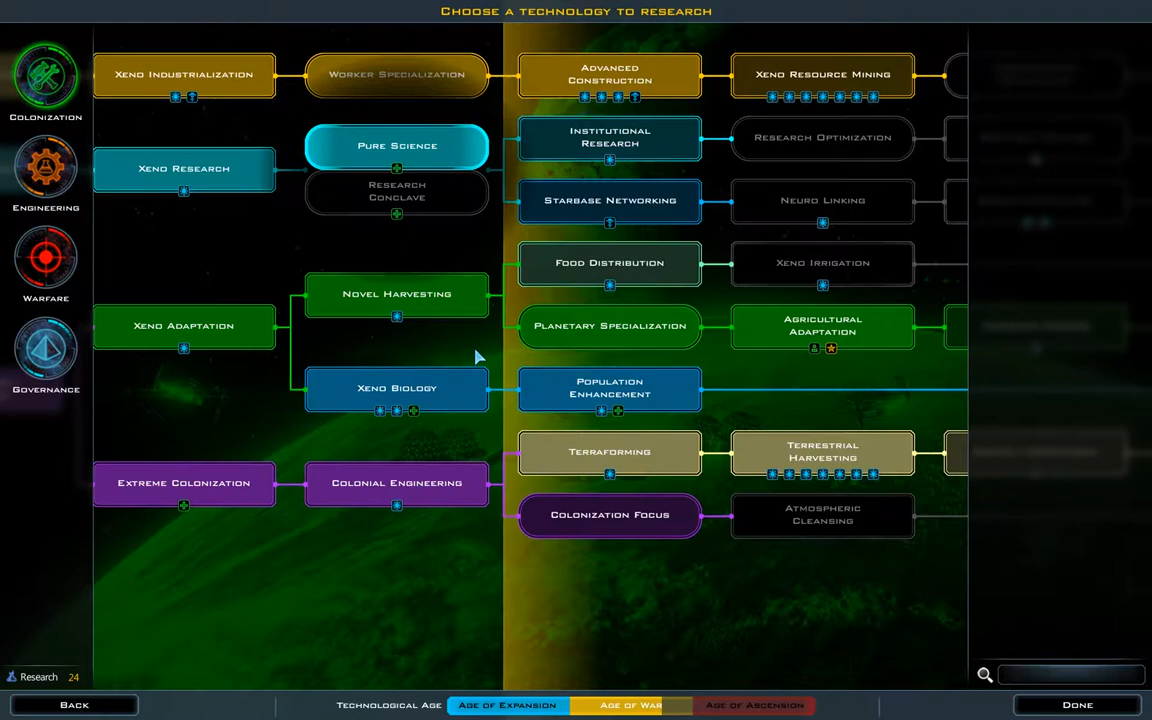 Choose a technology to research
Colonization
Engineering
Warfare
Governance
Xeno Industrialization
Worker Specialization
Advanced
Construction
Xeno Resource Mining
Pure Science
Institutional
Research
Research Optimization
Xeno Research
Research
Conclave
Starbase Networking
Neuro Linking
Food Distribution
Xeno Irrigation
Novel Harvesting
Xeno Adaptation
Planetary Specialization
Agricultural
Adaptation
Xeno Biology
Population
Enhancement
Terraforming
Terrestrial
Harvesting
Extreme Colonization
Colonial Engineering
Colonization Focus
Atmospheric
Cleansing
Research 24
Back
Technological Age
Age of Expansion
Age of War
Age of Ascension
Done